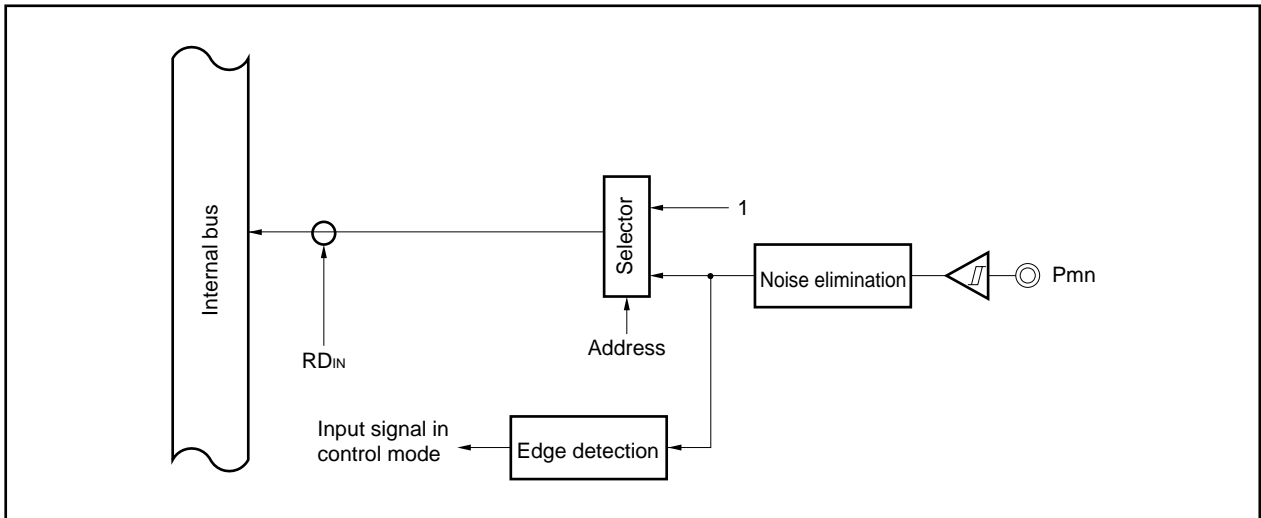 Internal bus
RDIN
Selector
1
Address
Noise elimination
Pmn
Input signal in
control mode
Edge detection